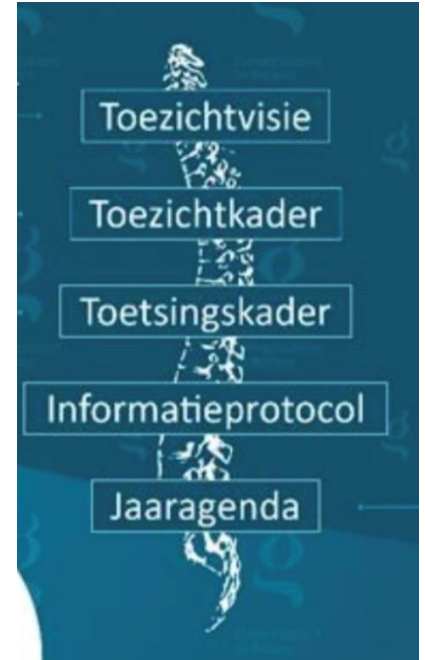 Toezichtvisie
Toezichtkader
Toetsingskader
Informatieprotocol
Jaaragenda